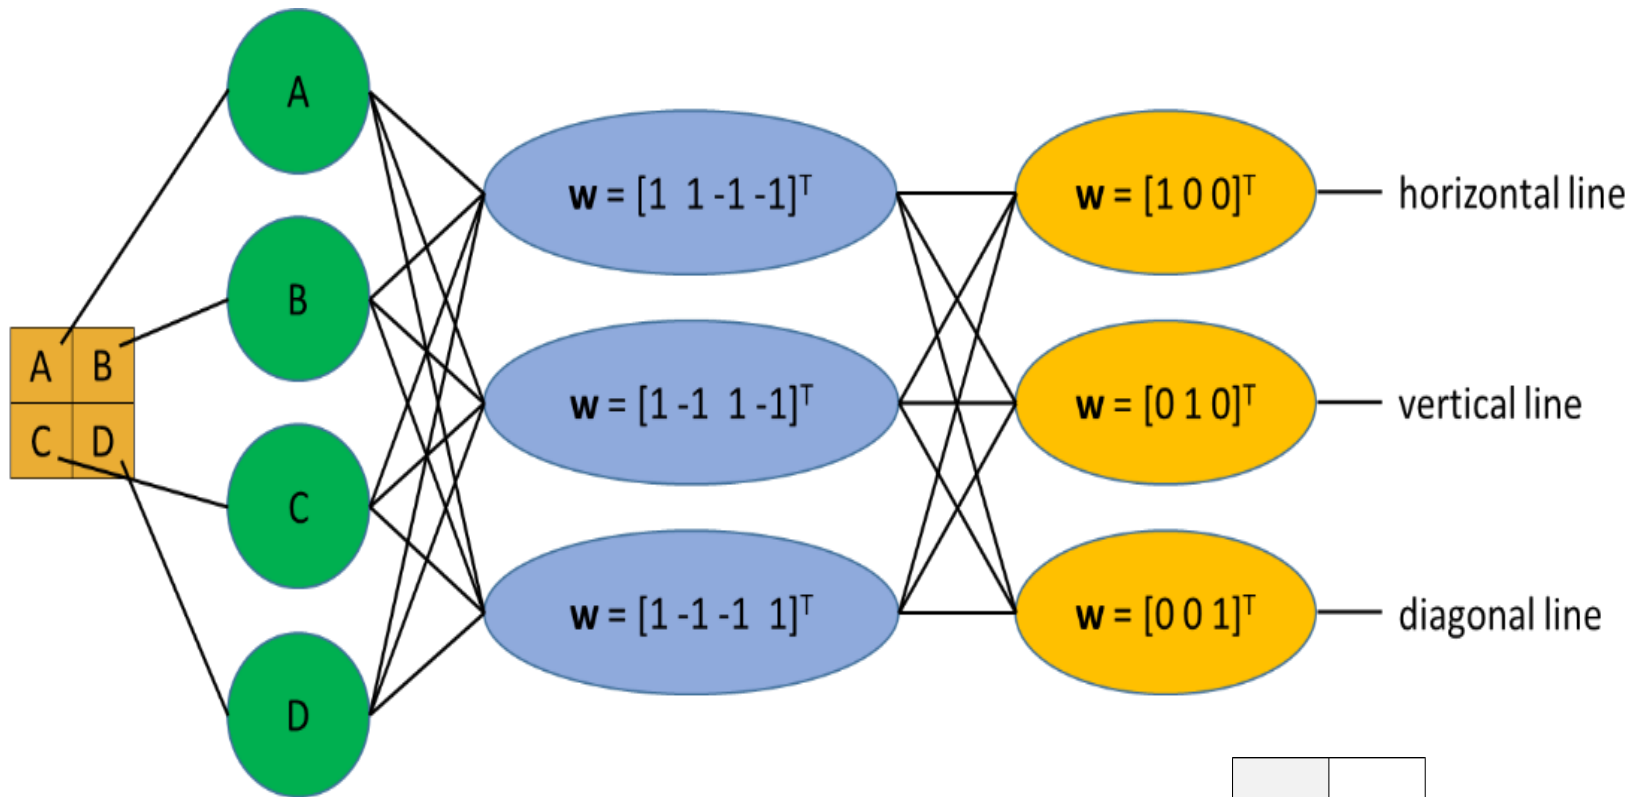 A
B
C
D
A B
C D
w = [1 1 -1 -1]ᵀ
w = [1 -1 1 -1]ᵀ
w = [1 -1 -1 1]ᵀ
w = [1 0 0]ᵀ
w = [0 1 0]ᵀ
w = [0 0 1]ᵀ
horizontal line
vertical line
diagonal line